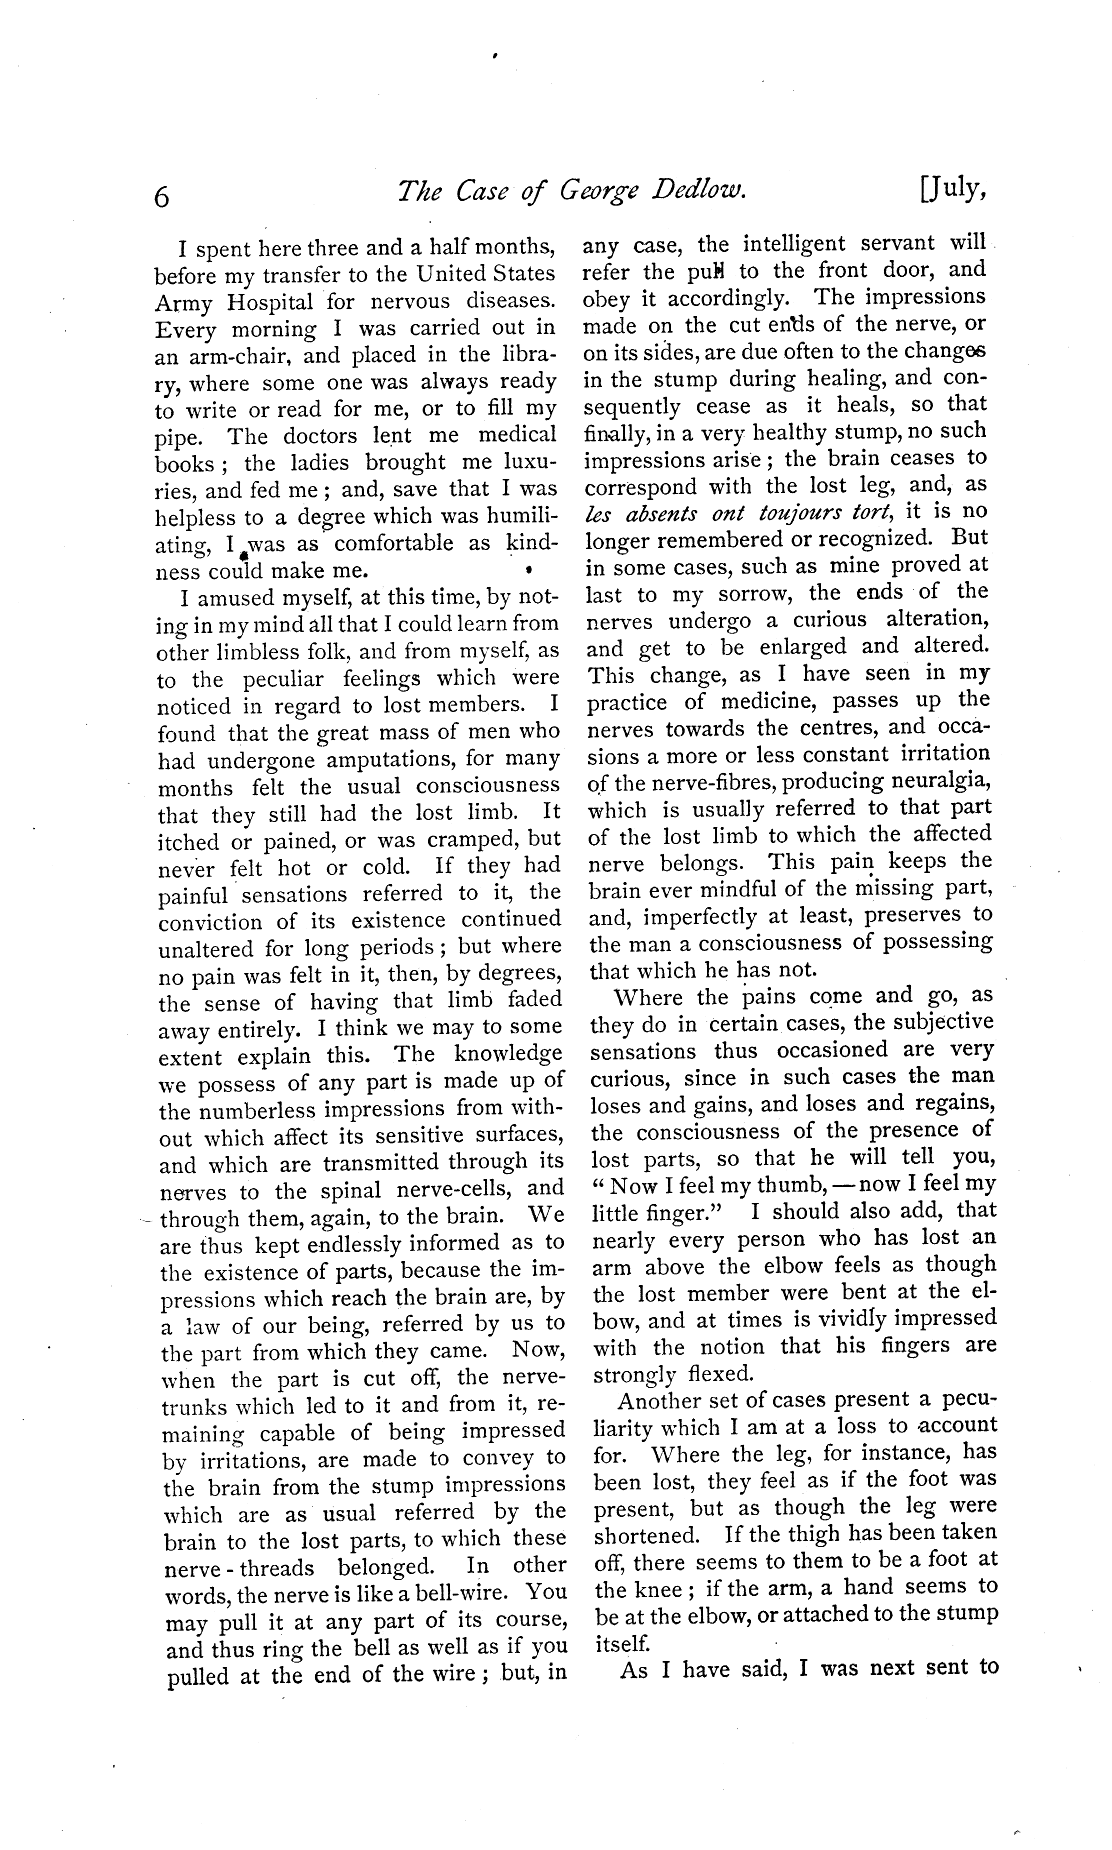 6 The Case of George Dedlow. [July,
I spent here three and a half months,
before my transfer to the United States
Army Hospital for nervous diseases.
Every morning I was carried out in
an arm-chair, and placed in the libra-
ry, where some one was always ready
to write or read for me, or to fill my
pipe. The doctors lent me medical
books ; the ladies brought me luxu-
ries, and fed me ; and, save that I was
helpless to a degree which was humili-
ating, I was as comfortable as kind-
ness could make me.
I amused myself, at this time, by not-
ing in my mind all that I could learn from
other limbless folk, and from myself, as
to the peculiar feelings which were
noticed in regard to lost members. I
found that the great mass of men who
had undergone amputations, for many
months felt the usual consciousness
that they still had the lost limb. It
itched or pained, or was cramped, but
never felt hot or cold. If they had
painful sensations referred to it, the
conviction of its existence continued
unaltered for long periods ; but where
no pain was felt in it, then, by degrees,
the sense of having that limb faded
away entirely. I think we may to some
extent explain this. The knowledge
we possess of any part is made up of
the numberless impressions from with-
out which affect its sensitive surfaces,
and which are transmitted through its
nerves to the spinal nerve-cells, and
through them, again, to the brain. We
are thus kept endlessly informed as to
the existence of parts, because the im-
pressions which reach the brain are, by
a law of our being, referred by us to
the part from which they came. Now,
when the part is cut off, the nerve-
trunks which led to it and from it, re-
maining capable of being impressed
by irritations, are made to convey to
the brain from the stump impressions
which are as usual referred by the
brain to the lost parts, to which these
nerve-threads belonged. In other
words, the nerve is like a bell-wire. You
may pull it at any part of its course,
and thus ring the bell as well as if you
pulled at the end of the wire ; but, in
any case, the intelligent servant will
refer the pull to the front door, and
obey it accordingly. The impressions
made on the cut ends of the nerve, or
on its sides, are due often to the changes
in the stump during healing, and con-
sequently cease as it heals, so that
finally, in a very healthy stump, no such
impressions arise ; the brain ceases to
correspond with the lost leg, and, as
les absents ont toujours tort, it is no
longer remembered or recognized. But
in some cases, such as mine proved at
last to my sorrow, the ends of the
nerves undergo a curious alteration,
and get to be enlarged and altered.
This change, as I have seen in my
practice of medicine, passes up the
nerves towards the centres, and occa-
sions a more or less constant irritation
of the nerve-fibres, producing neuralgia,
which is usually referred to that part
of the lost limb to which the affected
nerve belongs. This pain keeps the
brain ever mindful of the missing part,
and, imperfectly at least, preserves to
the man a consciousness of possessing
that which he has not.
Where the pains come and go, as
they do in certain cases, the subjective
sensations thus occasioned are very
curious, since in such cases the man
loses and gains, and loses and regains,
the consciousness of the presence of
lost parts, so that he will tell you,
“ Now I feel my thumb, — now I feel my
little finger.” I should also add, that
nearly every person who has lost an
arm above the elbow feels as though
the lost member were bent at the el-
bow, and at times is vividly impressed
with the notion that his fingers are
strongly flexed.
Another set of cases present a pecu-
liarity which I am at a loss to account
for. Where the leg, for instance, has
been lost, they feel as if the foot was
present, but as though the leg were
shortened. If the thigh has been taken
off, there seems to them to be a foot at
the knee ; if the arm, a hand seems to
be at the elbow, or attached to the stump
itself.
As I have said, I was next sent to